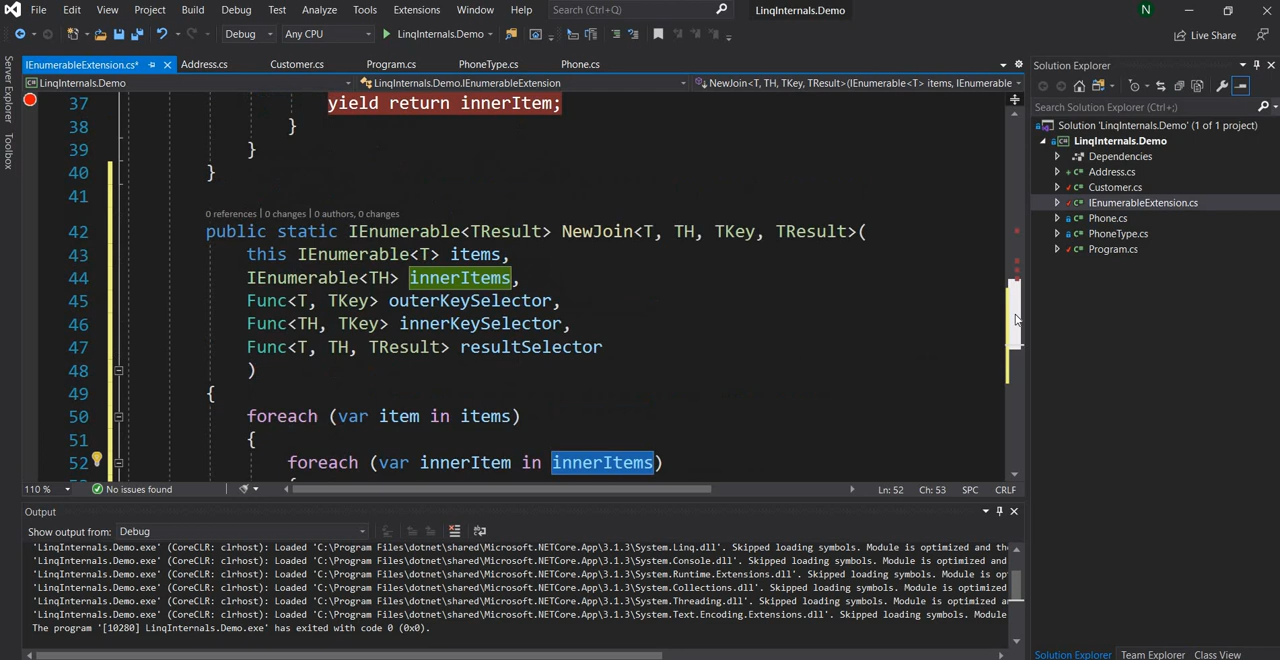 File Edit View Project Build Debug Test Analyze Tools Extensions Window Help Search (Ctrl+Q) LinqInternals.Demo N
Debug Any CPU LinqInternals.Demo Live Share
IEnumerableExtension.cs* Address.cs Customer.cs Program.cs PhoneType.cs Phone.cs
LinqInternals.Demo LinqInternals.Demo.IEnumerableExtension NewJoin<T, TH, TKey, TResult>(IEnumerable<T> items, IEnumerable
Server Explorer
Toolbox
37 yield return innerItem;
38 }
39 }
40 }
41
0 references | 0 changes | 0 authors, 0 changes
42 public static IEnumerable<TResult> NewJoin<T, TH, TKey, TResult>(
43 this IEnumerable<T> items,
44 IEnumerable<TH> innerItems,
45 Func<T, TKey> outerKeySelector,
46 Func<TH, TKey> innerKeySelector,
47 Func<T, TH, TResult> resultSelector
48 )
49 {
50 foreach (var item in items)
51 {
52 foreach (var innerItem in innerItems)
110 % No issues found Ln: 52 Ch: 53 SPC CRLF
Output
Show output from: Debug
'LinqInternals.Demo.exe' (CoreCLR: clrhost): Loaded 'C:\Program Files\dotnet\shared\Microsoft.NETCore.App\3.1.3\System.Linq.dll'. Skipped loading symbols. Module is optimized and the
'LinqInternals.Demo.exe' (CoreCLR: clrhost): Loaded 'C:\Program Files\dotnet\shared\Microsoft.NETCore.App\3.1.3\System.Console.dll'. Skipped loading symbols. Module is optimized and
'LinqInternals.Demo.exe' (CoreCLR: clrhost): Loaded 'C:\Program Files\dotnet\shared\Microsoft.NETCore.App\3.1.3\System.Runtime.Extensions.dll'. Skipped loading symbols. Module is op
'LinqInternals.Demo.exe' (CoreCLR: clrhost): Loaded 'C:\Program Files\dotnet\shared\Microsoft.NETCore.App\3.1.3\System.Collections.dll'. Skipped loading symbols. Module is optimized
'LinqInternals.Demo.exe' (CoreCLR: clrhost): Loaded 'C:\Program Files\dotnet\shared\Microsoft.NETCore.App\3.1.3\System.Threading.dll'. Skipped loading symbols. Module is optimized a
'LinqInternals.Demo.exe' (CoreCLR: clrhost): Loaded 'C:\Program Files\dotnet\shared\Microsoft.NETCore.App\3.1.3\System.Text.Encoding.Extensions.dll'. Skipped loading symbols. Module
The program '[10280] LinqInternals.Demo.exe' has exited with code 0 (0x0).
Solution Explorer
Search Solution Explorer (Ctrl+;)
Solution 'LinqInternals.Demo' (1 of 1 project)
LinqInternals.Demo
Dependencies
Address.cs
Customer.cs
IEnumerableExtension.cs
Phone.cs
PhoneType.cs
Program.cs
Solution Explorer Team Explorer Class View